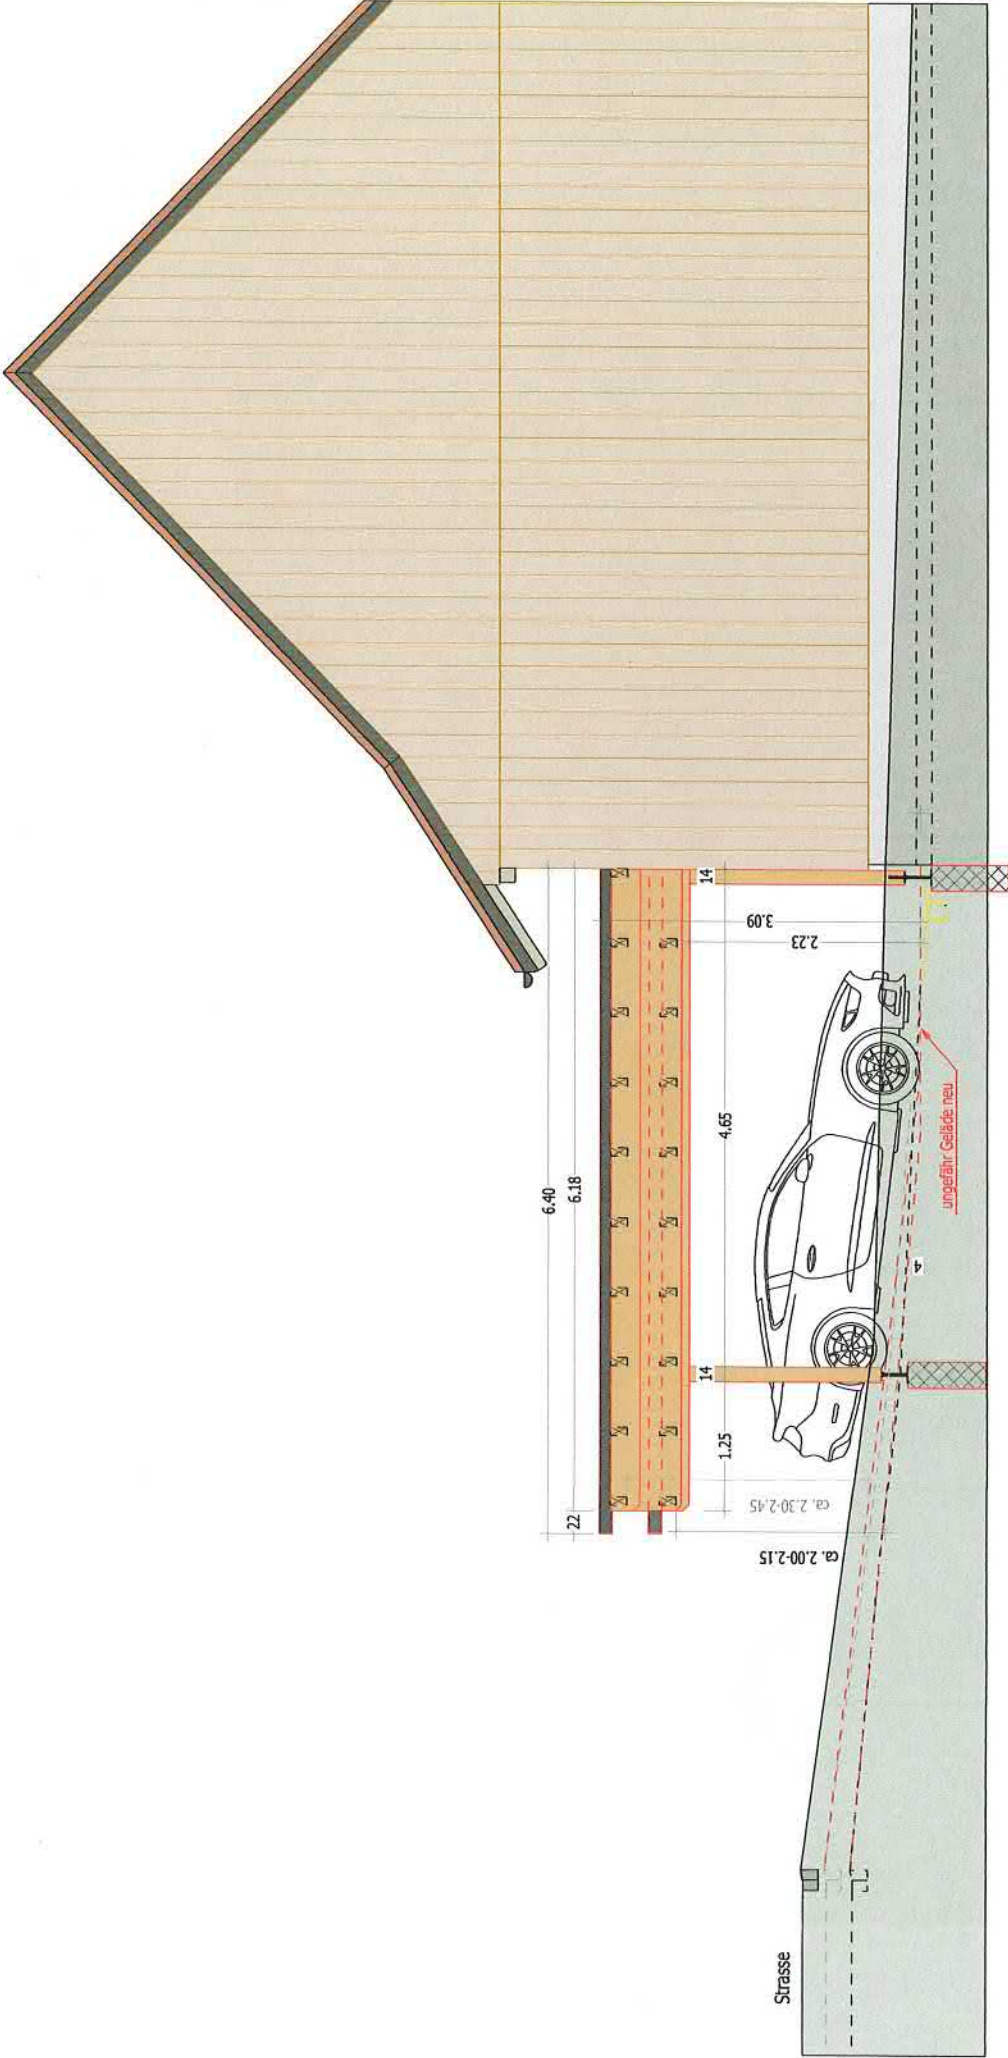 6.40
6.18
22
14
3.09
2.23
4.65
14
1.25
ca. 2.30-2.45
ca. 2.00-2.15
ungefähr Geläde neu
4
Strasse